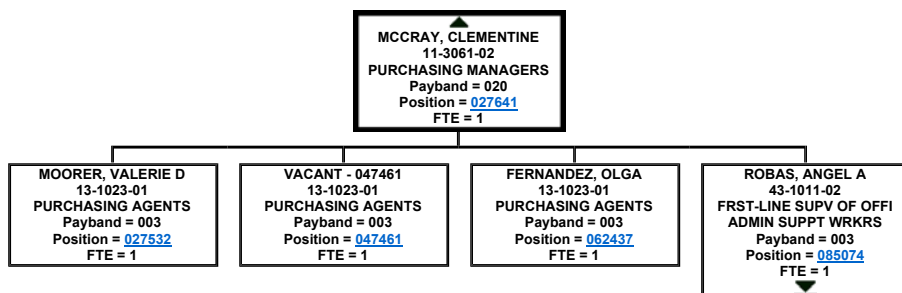 MCCRAY, CLEMENTINE
11-3061-02
PURCHASING MANAGERS
Payband = 020
Position = 027641
FTE = 1
MOORER, VALERIE D
13-1023-01
PURCHASING AGENTS
Payband = 003
Position = 027532
FTE = 1
VACANT - 047461
13-1023-01
PURCHASING AGENTS
Payband = 003
Position = 047461
FTE = 1
FERNANDEZ, OLGA
13-1023-01
PURCHASING AGENTS
Payband = 003
Position = 062437
FTE = 1
ROBAS, ANGEL A
43-1011-02
FRST-LINE SUPV OF OFFI
ADMIN SUPPT WRKRS
Payband = 003
Position = 085074
FTE = 1